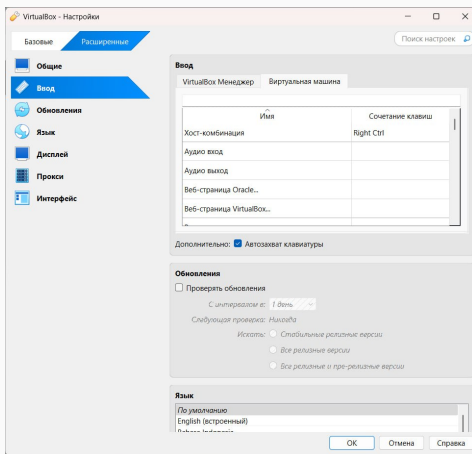 VirtualBox - Настройки
Базовые Расширенные Поиск настроек
Общие
Ввод
Обновления
Язык
Дисплей
Прокси
Интерфейс
Ввод
VirtualBox Менеджер Виртуальная машина
Имя Сочетание клавиш
Хост-комбинация Right Ctrl
Аудио вход
Аудио выход
Веб-страница Oracle...
Веб-страница VirtualBox...
Дополнительно: Автозахват клавиатуры
Обновления
Проверять обновления
С интервалом в: 1 день
Следующая проверка: Никогда
Искать: Стабильные релизные версии
Все релизные версии
Все релизные и пре-релизные версии
Язык
По умолчанию
English (встроенный)
OK Отмена Справка